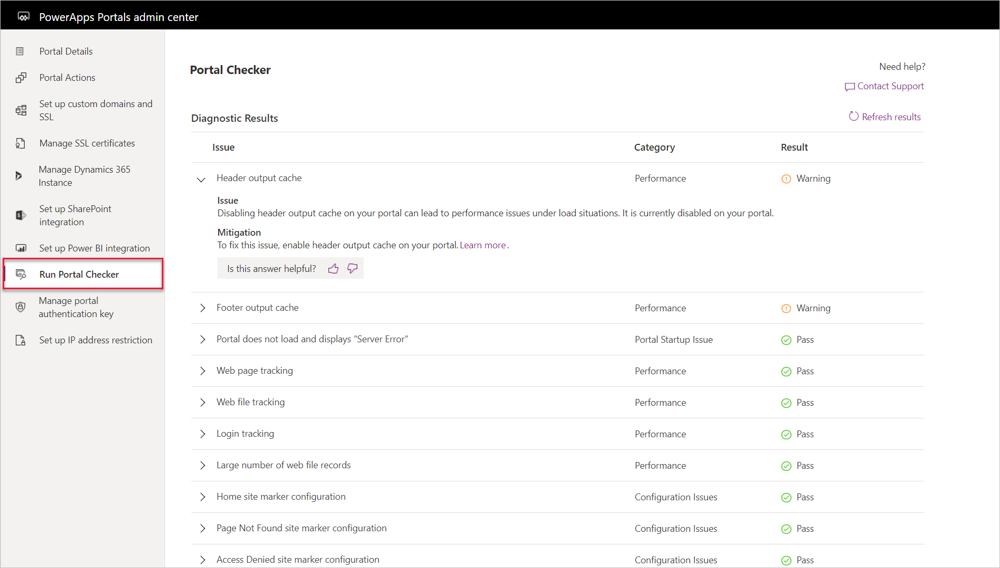 PowerApps Portals admin center
Portal Details
Portal Actions
Set up custom domains and
SSL
Manage SSL certificates
Manage Dynamics 365
Instance
Set up SharePoint
integration
Set up Power BI integration
Run Portal Checker
Manage portal
authentication key
Set up IP address restriction
Portal Checker
Need help?
Contact Support
Diagnostic Results
Refresh results
Issue Category Result
Header output cache Performance Warning
Issue
Disabling header output cache on your portal can lead to performance issues under load situations. It is currently disabled on your portal.
Mitigation
To fix this issue, enable header output cache on your portal. Learn more.
Is this answer helpful?
Footer output cache Performance Warning
Portal does not load and displays "Server Error" Portal Startup Issue Pass
Web page tracking Performance Pass
Web file tracking Performance Pass
Login tracking Performance Pass
Large number of web file records Performance Pass
Home site marker configuration Configuration Issues Pass
Page Not Found site marker configuration Configuration Issues Pass
Access Denied site marker configuration Configuration Issues Pass